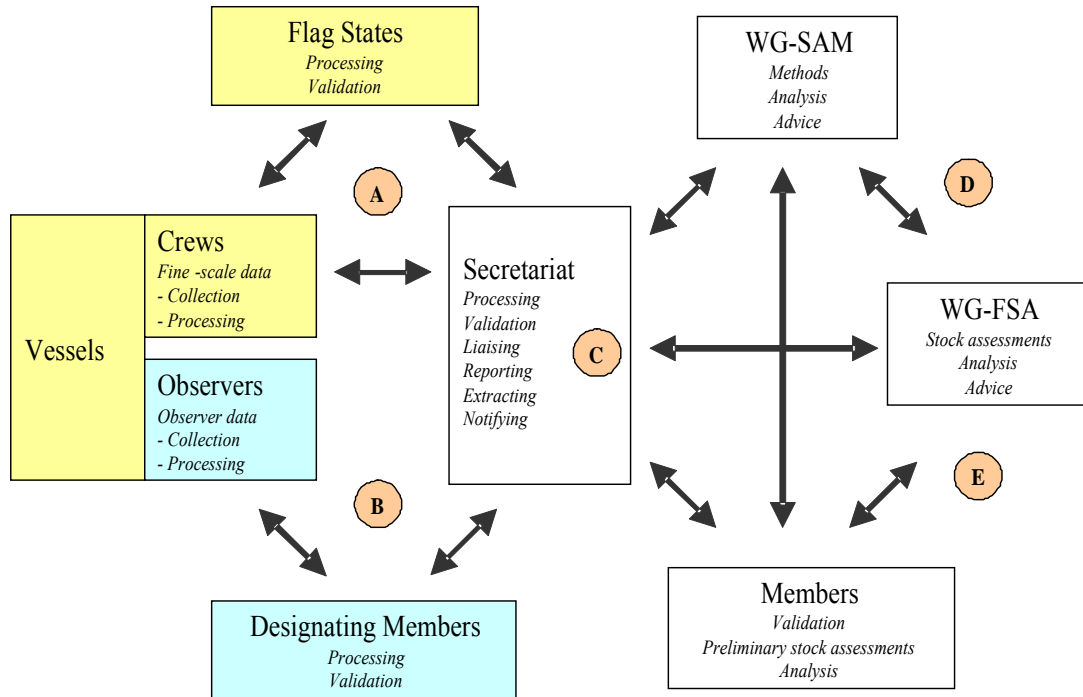 Flag States
Processing
Validation
WG-SAM
Methods
Analysis
Advice
A
D
Vessels
Crews
Fine -scale data
- Collection
- Processing
Observers
Observer data
- Collection
- Processing
Secretariat
Processing
Validation
Liaising
Reporting
Extracting
Notifying
C
WG-FSA
Stock assessments
Analysis
Advice
B
E
Designating Members
Processing
Validation
Members
Validation
Preliminary stock assessments
Analysis